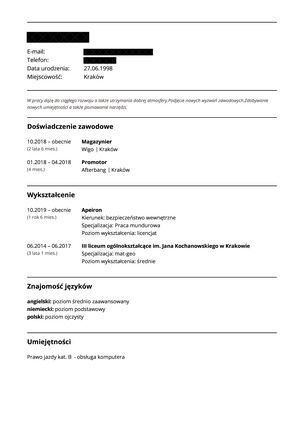 E-mail:
Telefon:
Data urodzenia: 27.06.1998
Miejscowość: Kraków
W pracy dążę do ciągłego rozwoju a także utrzymania dobrej atmosfery.Podjęcie nowych wyzwań zawodowych.Zdobywanie
nowych umiejętności a także poznawanie narzędzi.
Doświadczenie zawodowe
10.2018 – obecnie Magazynier
(2 lata 6 mies.) Wigo | Kraków
01.2018 – 04.2018 Promotor
(4 mies.) Afterbang | Kraków
Wykształcenie
10.2019 – obecnie Apeiron
(1 rok 6 mies.) Kierunek: bezpieczeństwo wewnętrzne
Specjalizacja: Praca mundurowa
Poziom wykształcenia: licencjat
06.2014 – 06.2017 III liceum ogólnokształcące im. Jana Kochanowskiego w Krakowie
(3 lata 1 mies.) Specjalizacja: mat-geo
Poziom wykształcenia: średnie
Znajomość języków
angielski: poziom średnio zaawansowany
niemiecki: poziom podstawowy
polski: poziom ojczysty
Umiejętności
Prawo jazdy kat. B - obsługa komputera